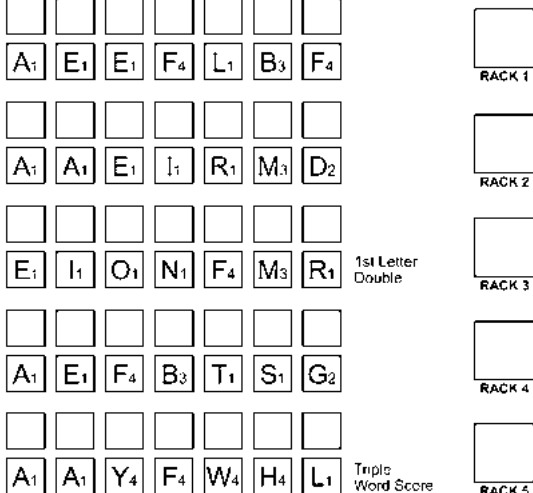 A1 E1 E1 F4 L1 B3 F4
RACK 1
A1 A1 E1 I1 R1 M3 D2
RACK 2
E1 I1 O1 N1 F4 M3 R1
1st Letter
Double
RACK 3
A1 E1 F4 B3 T1 S1 G2
RACK 4
A1 A1 Y4 F4 W4 H4 L1
Triple
Word Score
RACK 5